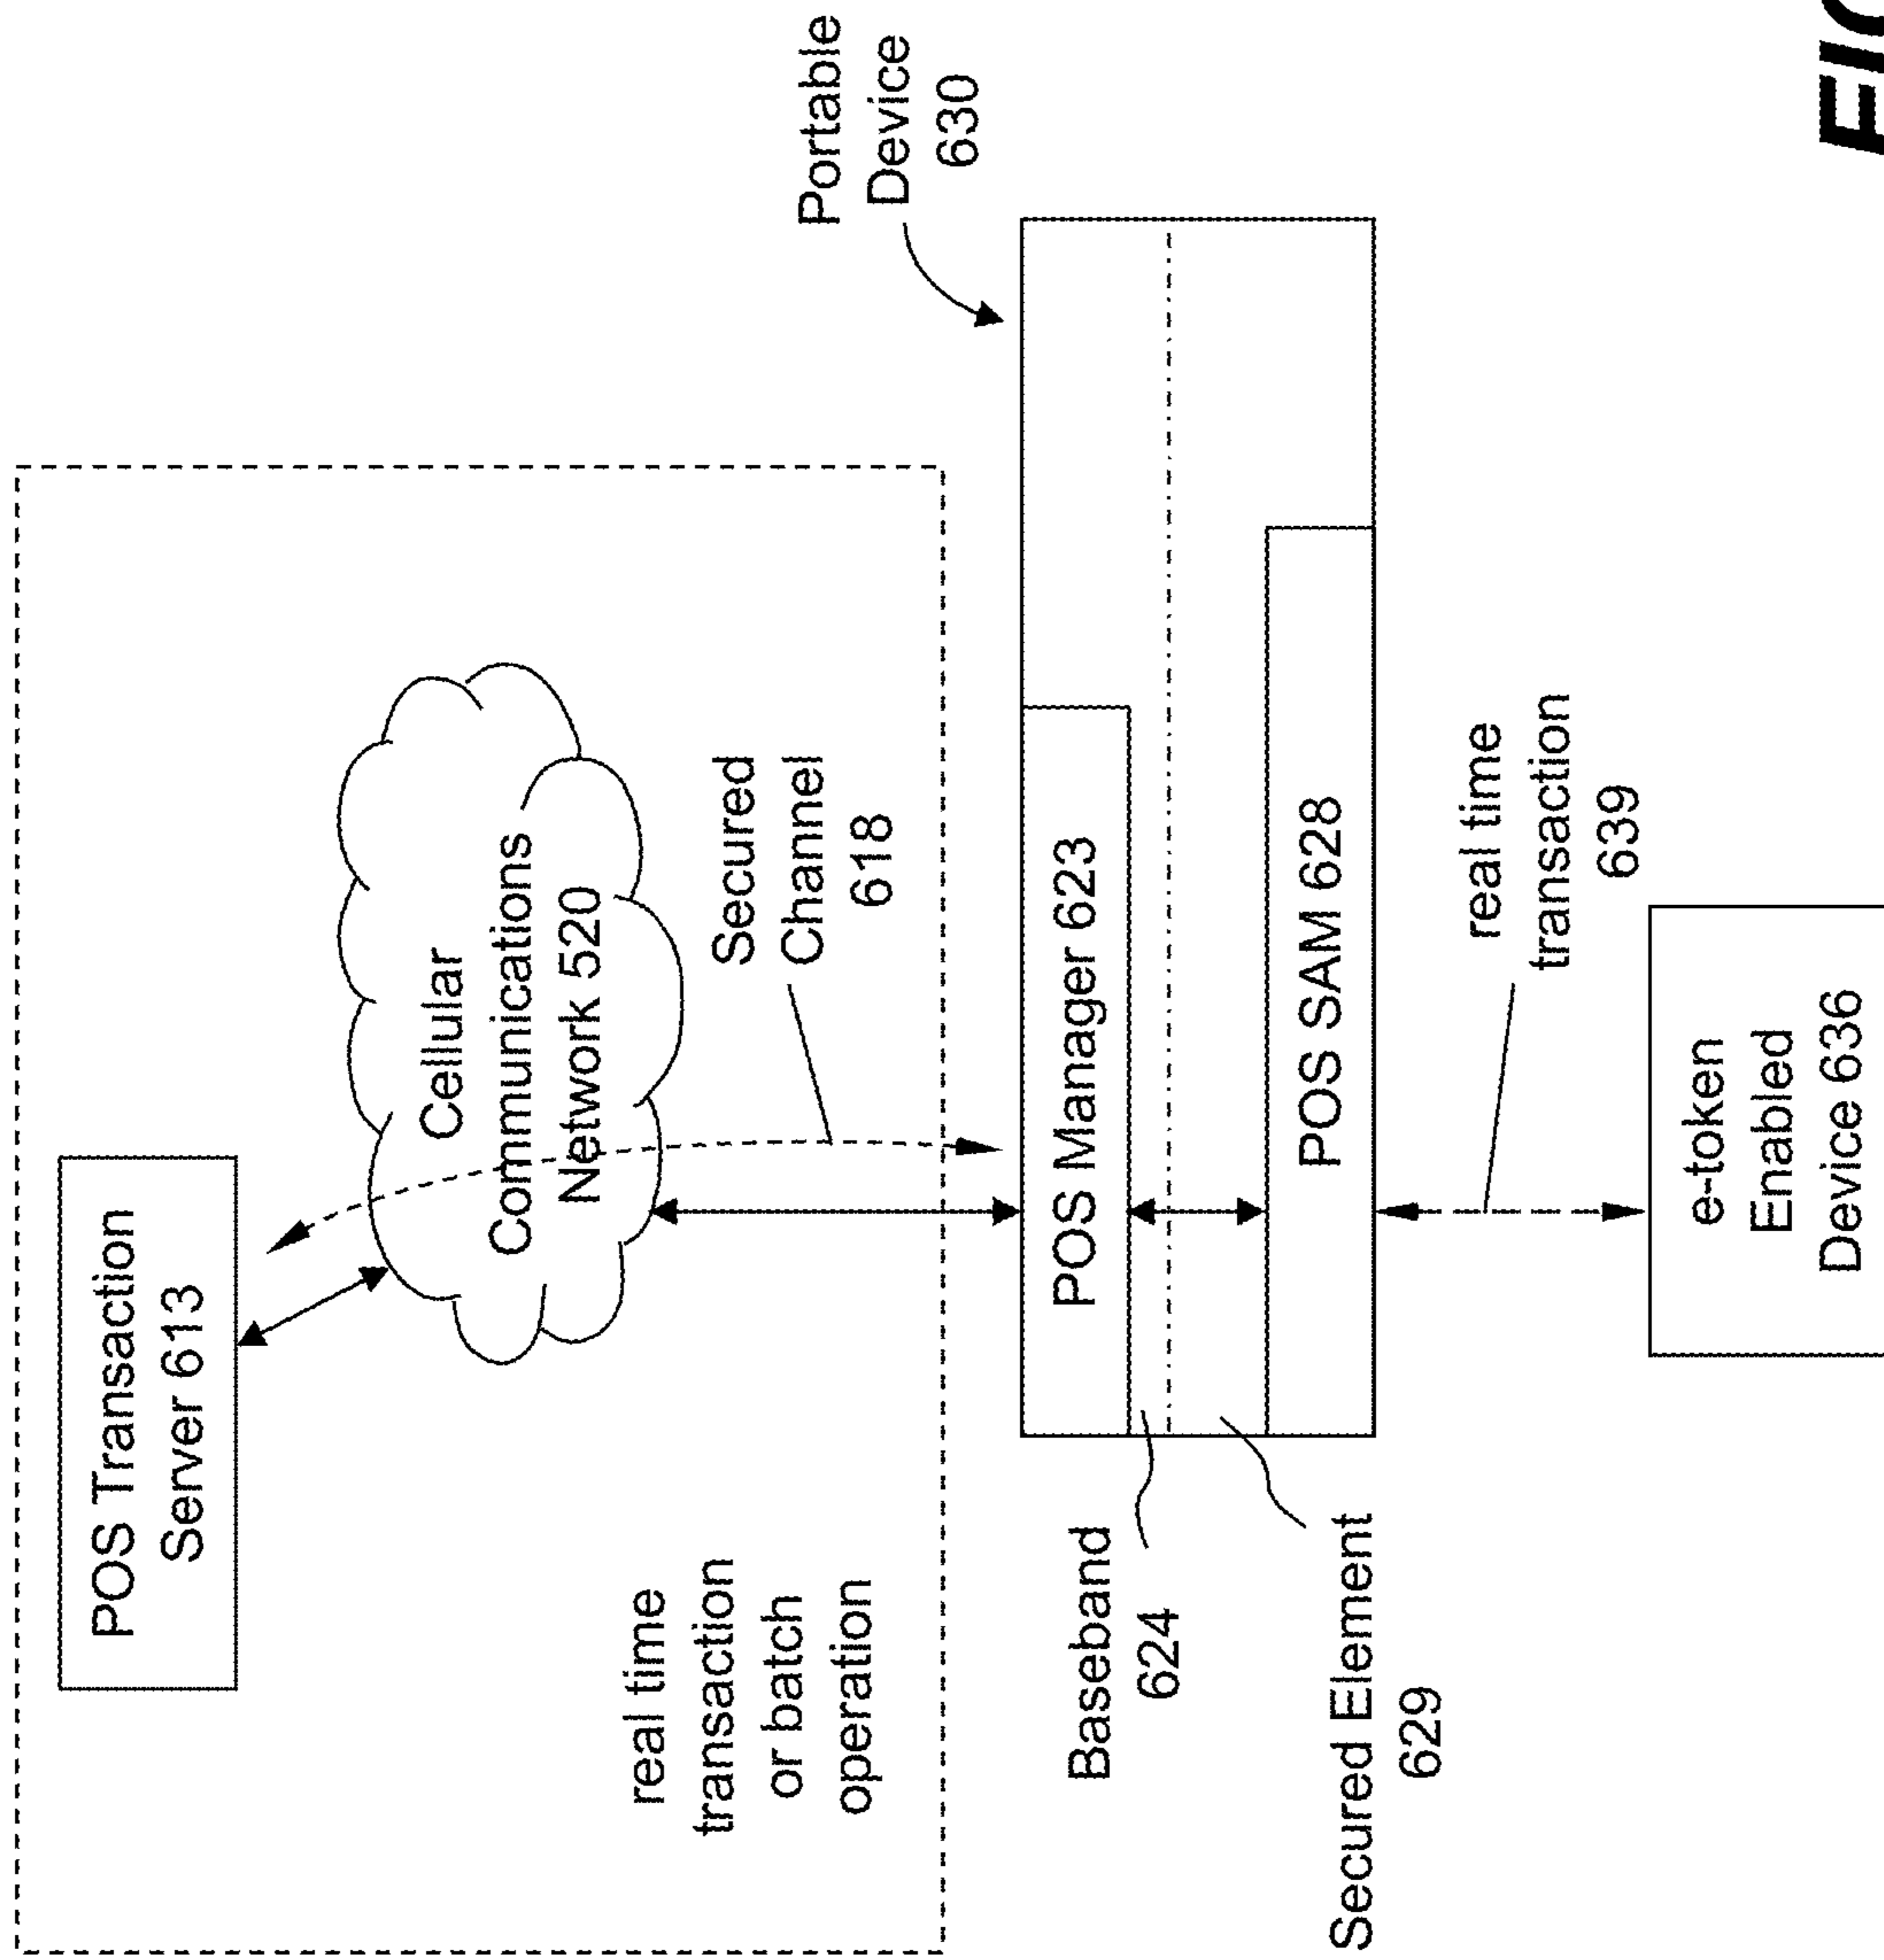 POS Transaction
Server 613
Cellular
Communications
Network 520
Secured
Channel
618
real time
transaction
or batch
operation
Portable
Device
630
POS Manager 623
Baseband
624
POS SAM 628
Secured Element
629
real time
transaction
639
e-token
Enabled
Device 636